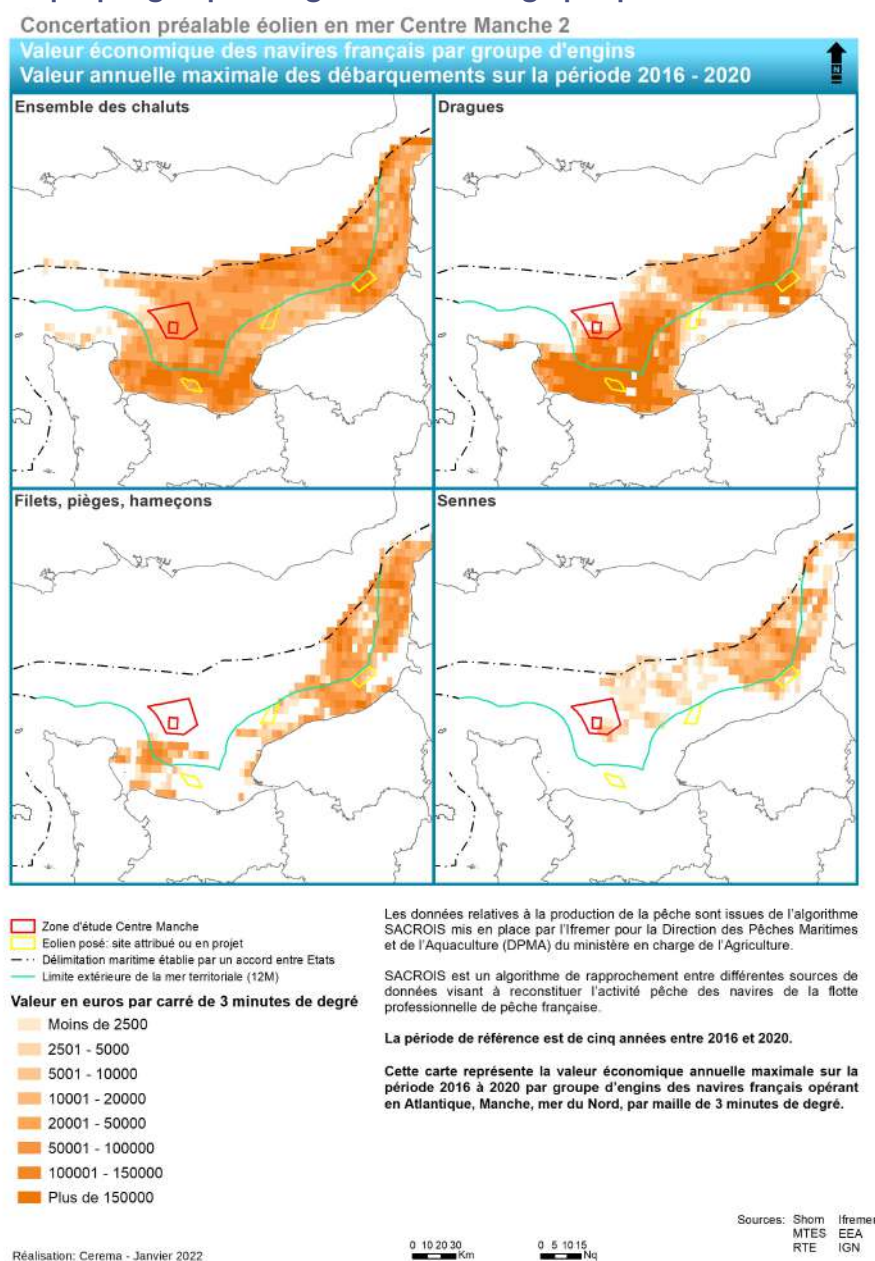 Concertation préalable éolien en mer Centre Manche 2
Valeur économique des navires français par groupe d'engins
Valeur annuelle maximale des débarquements sur la période 2016 - 2020
N
Ensemble des chaluts
Dragues
Filets, pièges, hameçons
Sennes
Zone d'étude Centre Manche
Eolien posé: site attribué ou en projet
Délimitation maritime établie par un accord entre Etats
Limite extérieure de la mer territoriale (12M)
Valeur en euros par carré de 3 minutes de degré
Moins de 2500
2501 - 5000
5001 - 10000
10001 - 20000
20001 - 50000
50001 - 100000
100001 - 150000
Plus de 150000
Les données relatives à la production de la pêche sont issues de l'algorithme
SACROIS mis en place par l'Ifremer pour la Direction des Pêches Maritimes
et de l'Aquaculture (DPMA) du ministère en charge de l'Agriculture.
SACROIS est un algorithme de rapprochement entre différentes sources de
données visant à reconstituer l'activité pêche des navires de la flotte
professionnelle de pêche française.
La période de référence est de cinq années entre 2016 et 2020.
Cette carte représente la valeur économique annuelle maximale sur la
période 2016 à 2020 par groupe d'engins des navires français opérant
en Atlantique, Manche, mer du Nord, par maille de 3 minutes de degré.
Réalisation: Cerema - Janvier 2022
0 10 20 30
Km
0 5 10 15
Nq
Sources: Shom Ifremer
MTES EEA
RTE IGN